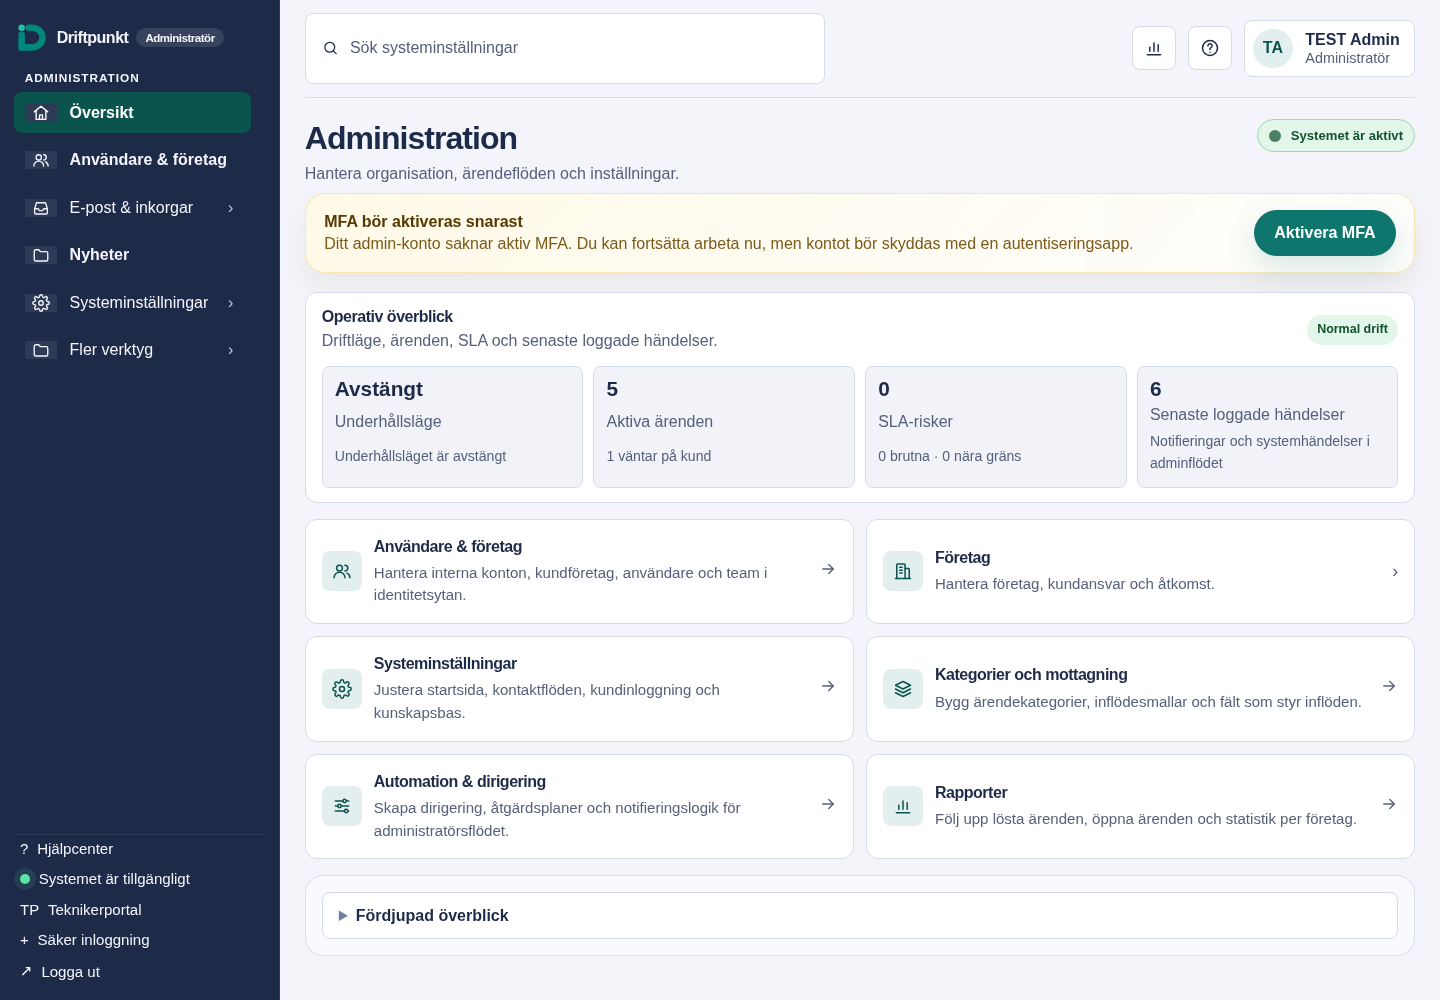 Driftpunkt
Administratör
ADMINISTRATION
Översikt
Användare & företag
E-post & inkorgar ›
Nyheter
Systeminställningar ›
Fler verktyg ›
? Hjälpcenter
Systemet är tillgängligt
TP Teknikerportal
+ Säker inloggning
↗ Logga ut
Sök systeminställningar
TA
TEST Admin
Administratör
Administration
Systemet är aktivt
Hantera organisation, ärendeflöden och inställningar.
MFA bör aktiveras snarast
Ditt admin-konto saknar aktiv MFA. Du kan fortsätta arbeta nu, men kontot bör skyddas med en autentiseringsapp.
Aktivera MFA
Operativ överblick
Driftläge, ärenden, SLA och senaste loggade händelser.
Normal drift
Avstängt
Underhållsläge
Underhållsläget är avstängt
5
Aktiva ärenden
1 väntar på kund
0
SLA-risker
0 brutna · 0 nära gräns
6
Senaste loggade händelser
Notifieringar och systemhändelser i
adminflödet
Användare & företag
Hantera interna konton, kundföretag, användare och team i
identitetsytan.
→
Företag
Hantera företag, kundansvar och åtkomst.
›
Systeminställningar
Justera startsida, kontaktflöden, kundinloggning och
kunskapsbas.
→
Kategorier och mottagning
Bygg ärendekategorier, inflödesmallar och fält som styr inflöden.
→
Automation & dirigering
Skapa dirigering, åtgärdsplaner och notifieringslogik för
administratörsflödet.
→
Rapporter
Följ upp lösta ärenden, öppna ärenden och statistik per företag.
→
Fördjupad överblick